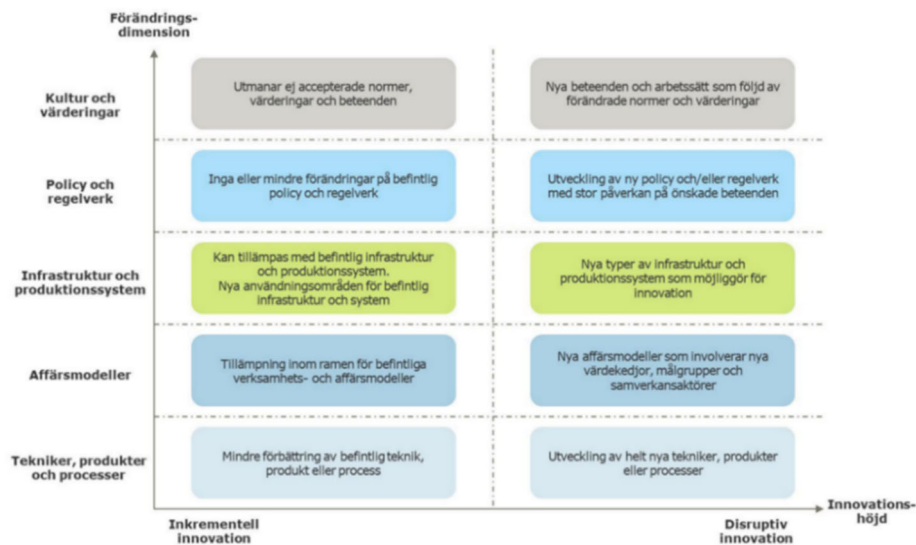 Förändrings-
dimension
Kultur och
värderingar
Utmanar ej accepterade normer,
värderingar och beteenden
Nya beteenden och arbetssätt som följd av
förändrade normer och värderingar
Policy och
regelverk
Inga eller mindre förändringar på befintlig
policy och regelverk
Utveckling av ny policy och/eller regelverk
med stor påverkan på önskade beteenden
Infrastruktur och
produktionssystem
Kan tillämpas med befintlig infrastruktur
och produktionssystem.
Nya användningsområden för befintlig
infrastruktur och system
Nya typer av infrastruktur och
produktionssystem som möjliggör för
innovation
Affärsmodeller
Tillämpning inom ramen för befintliga
verksamhets- och affärsmodeller
Nya affärsmodeller som involverar nya
värdekedjor, målgrupper och
samverkansaktörer
Tekniker, produkter
och processer
Mindre förbättring av befintlig teknik,
produkt eller process
Utveckling av helt nya tekniker, produkter
eller processer
Inkrementell
innovation
Disruptiv
innovation
Innovations-
höjd